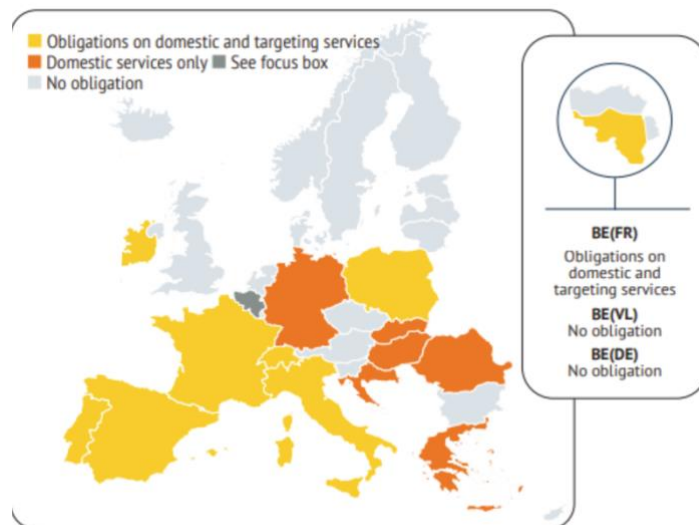 Obligations on domestic and targeting services
Domestic services only See focus box
No obligation
BE(FR)
Obligations on
domestic and
targeting services
BE(VL)
No obligation
BE(DE)
No obligation